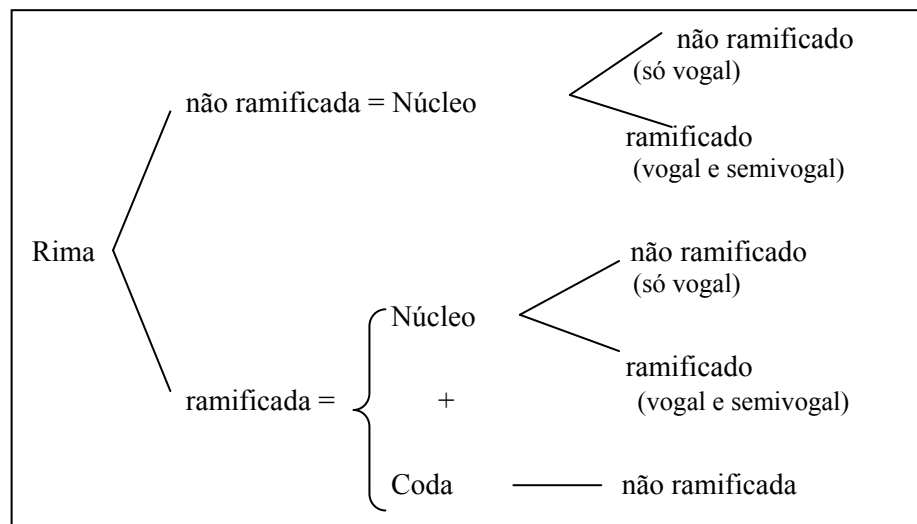 não ramificado
(só vogal)
não ramificada = Núcleo
ramificado
(vogal e semivogal)
Rima
não ramificado
(só vogal)
Núcleo
ramificado
(vogal e semivogal)
ramificada =
+
Coda
não ramificada